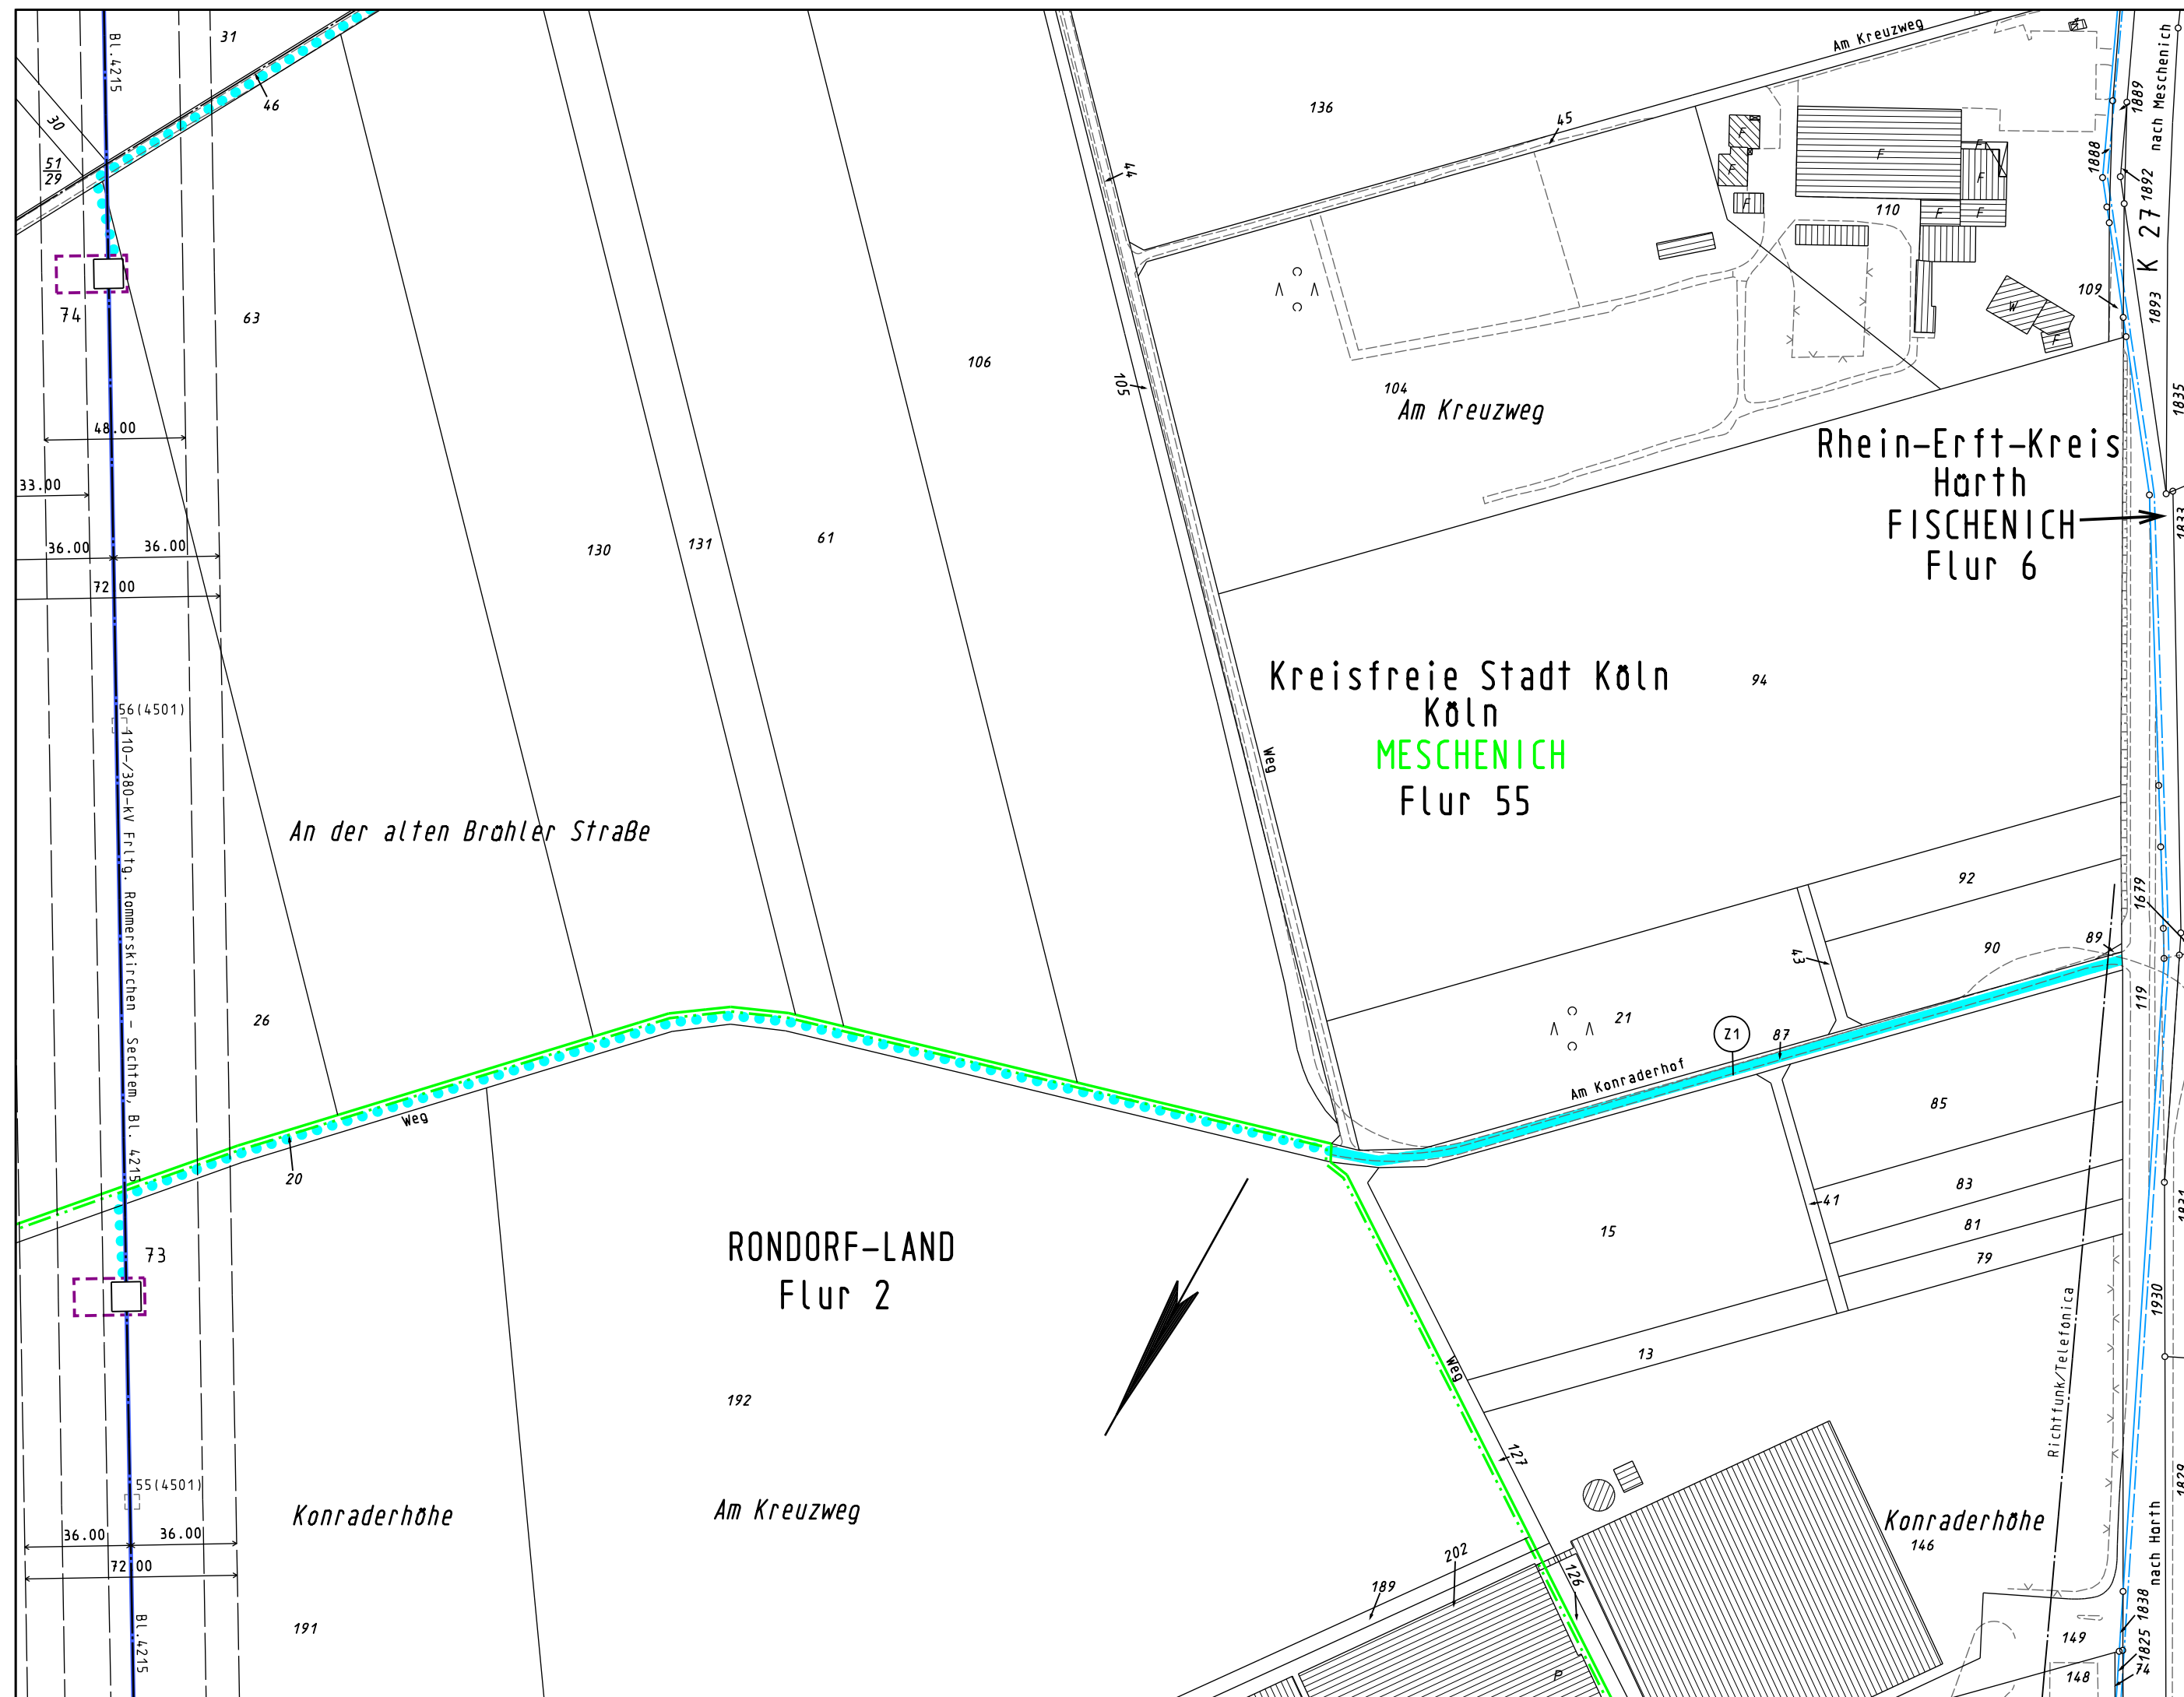 Bl.4215
31
46
30
51
29
74
63
48.00
33.00
36.00
36.00
72.00
56(4501)
110-/380-kV Frltg. Rommerskirchen - Sechtem, Bl. 4215
An der alten Brühler Straße
26
130
131
61
106
136
44
45
Am Kreuzweg
105
104
Am Kreuzweg
F
F
F
F
F
F
F
F
F
W
F
110
109
1888
1889
1892
nach Meschenich
K 27
1893
1835
1833
Rhein-Erft-Kreis
Hürth
FISCHENICH
Flur 6
Kreisfreie Stadt Köln
Köln
MESCHENICH
Flur 55
94
Weg
92
90
89
43
21
1679
119
Z1
87
Am Konraderhof
85
83
81
79
41
15
13
Weg
20
73
RONDORF-LAND
Flur 2
192
Am Kreuzweg
Konraderhöhe
55(4501)
36.00
36.00
72.00
Bl.4215
191
Weg
127
202
189
126
P
Richtfunk/Telefonica
Konraderhöhe
146
149
148
1930
1931
1829
nach Hürth
1838
1825
74